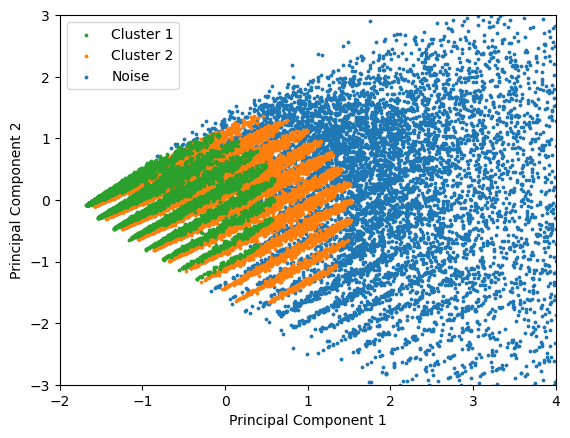 3
2
1
0
−1
−2
−3
Principal Component 2
Cluster 1
Cluster 2
Noise
−2
−1
0
1
2
3
4
Principal Component 1